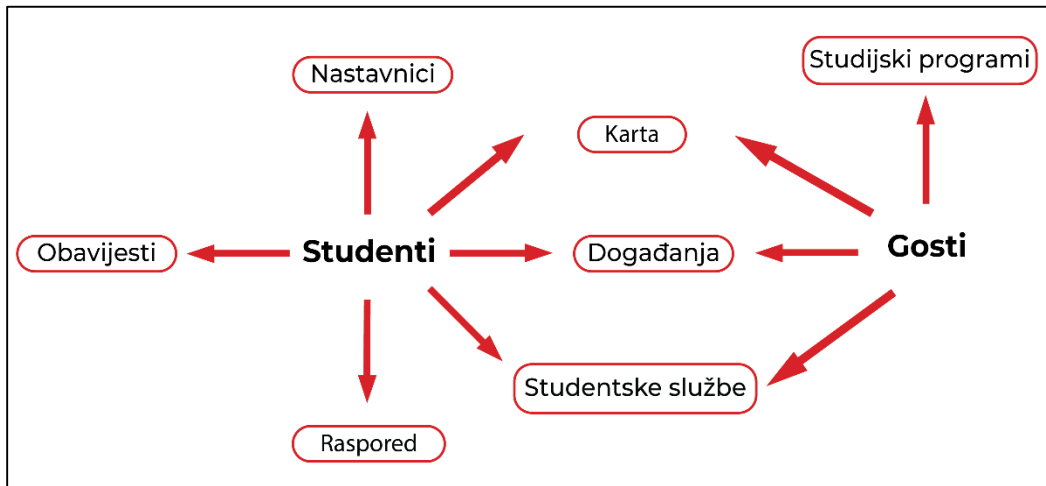 Studijski programi
Nastavnici
Karta
Obavijesti
Studenti
Događanja
Gosti
Studentske službe
Raspored